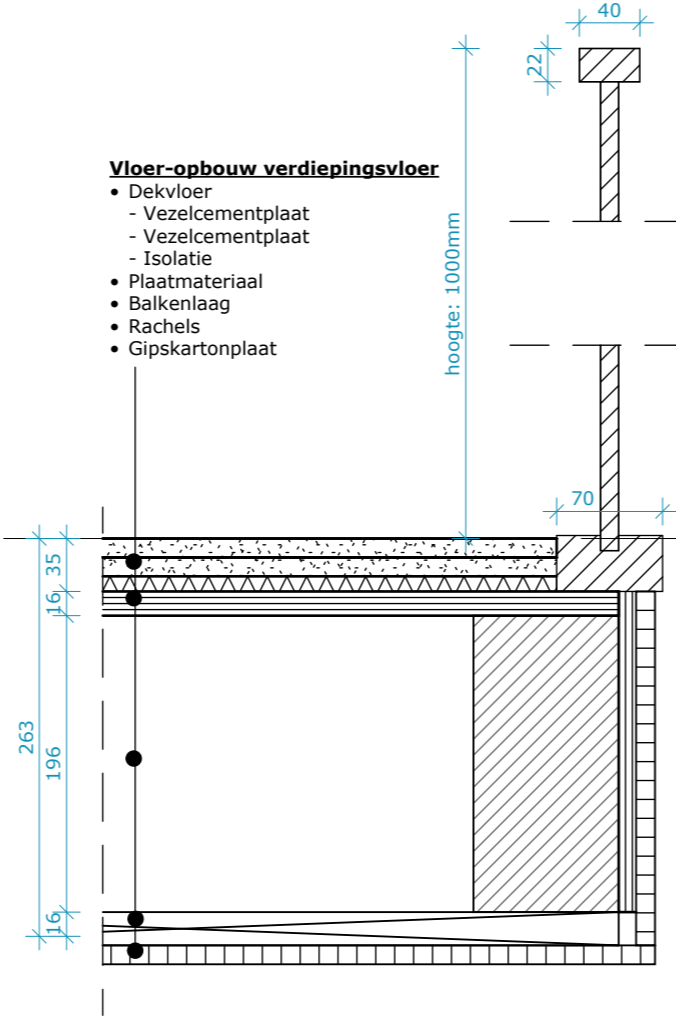 40
22
Vloer-opbouw verdiepingsvloer
• Dekvloer
- Vezelcementplaat
- Vezelcementplaat
- Isolatie
• Plaatmateriaal
• Balkenlaag
• Rachels
• Gipskartonplaat
hoogte: 1000mm
70
35
16
263
196
16